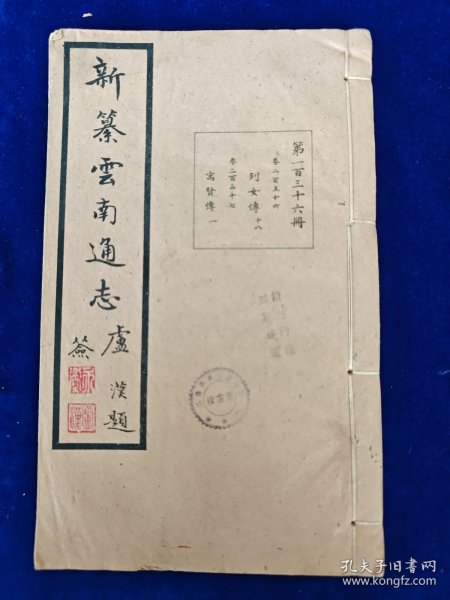 新纂雲南通志
盧漢題
簽
第一百三十六冊
卷二百五十六
列女傳十八
卷二百五十七
寓賢傳一
孔夫子旧书网
www.kongfz.com